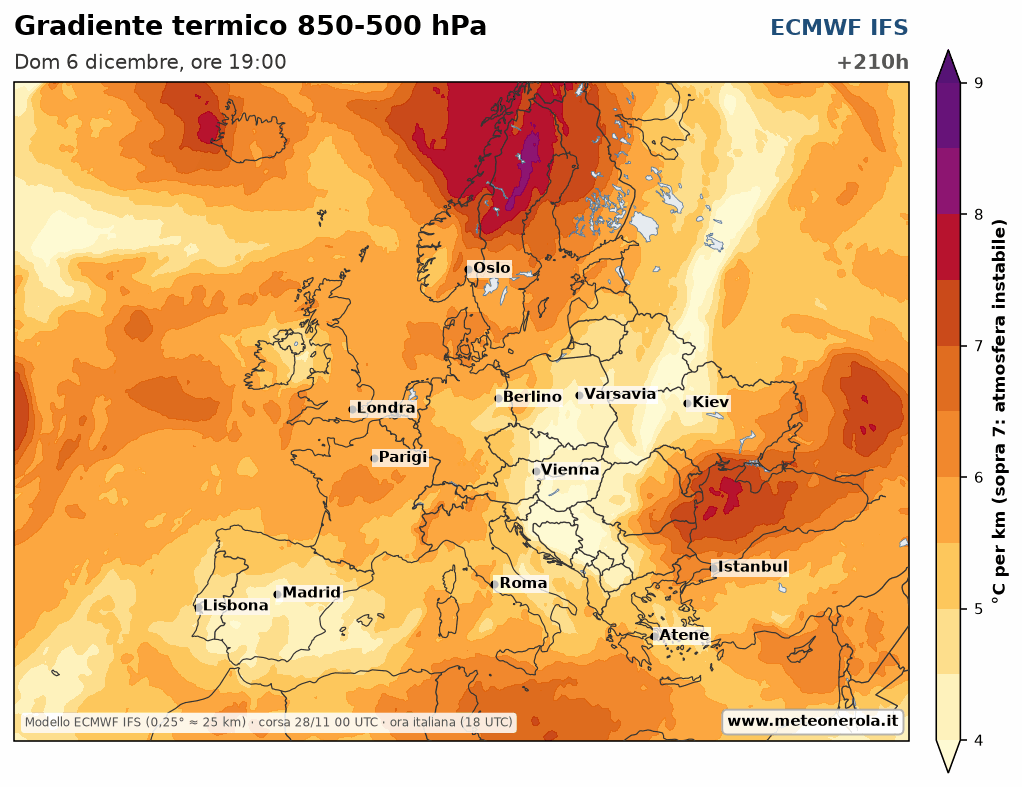 Gradiente termico 850-500 hPa
ECMWF IFS
Dom 6 dicembre, ore 19:00
+210h
Oslo
Berlino
Varsavia
Kiev
Londra
Parigi
Vienna
Istanbul
Roma
Madrid
Lisbona
Atene
Modello ECMWF IFS (0,25° ≈ 25 km) · corsa 28/11 00 UTC · ora italiana (18 UTC)
www.meteonerola.it
9
8
7
6
5
4
°C per km (sopra 7: atmosfera instabile)